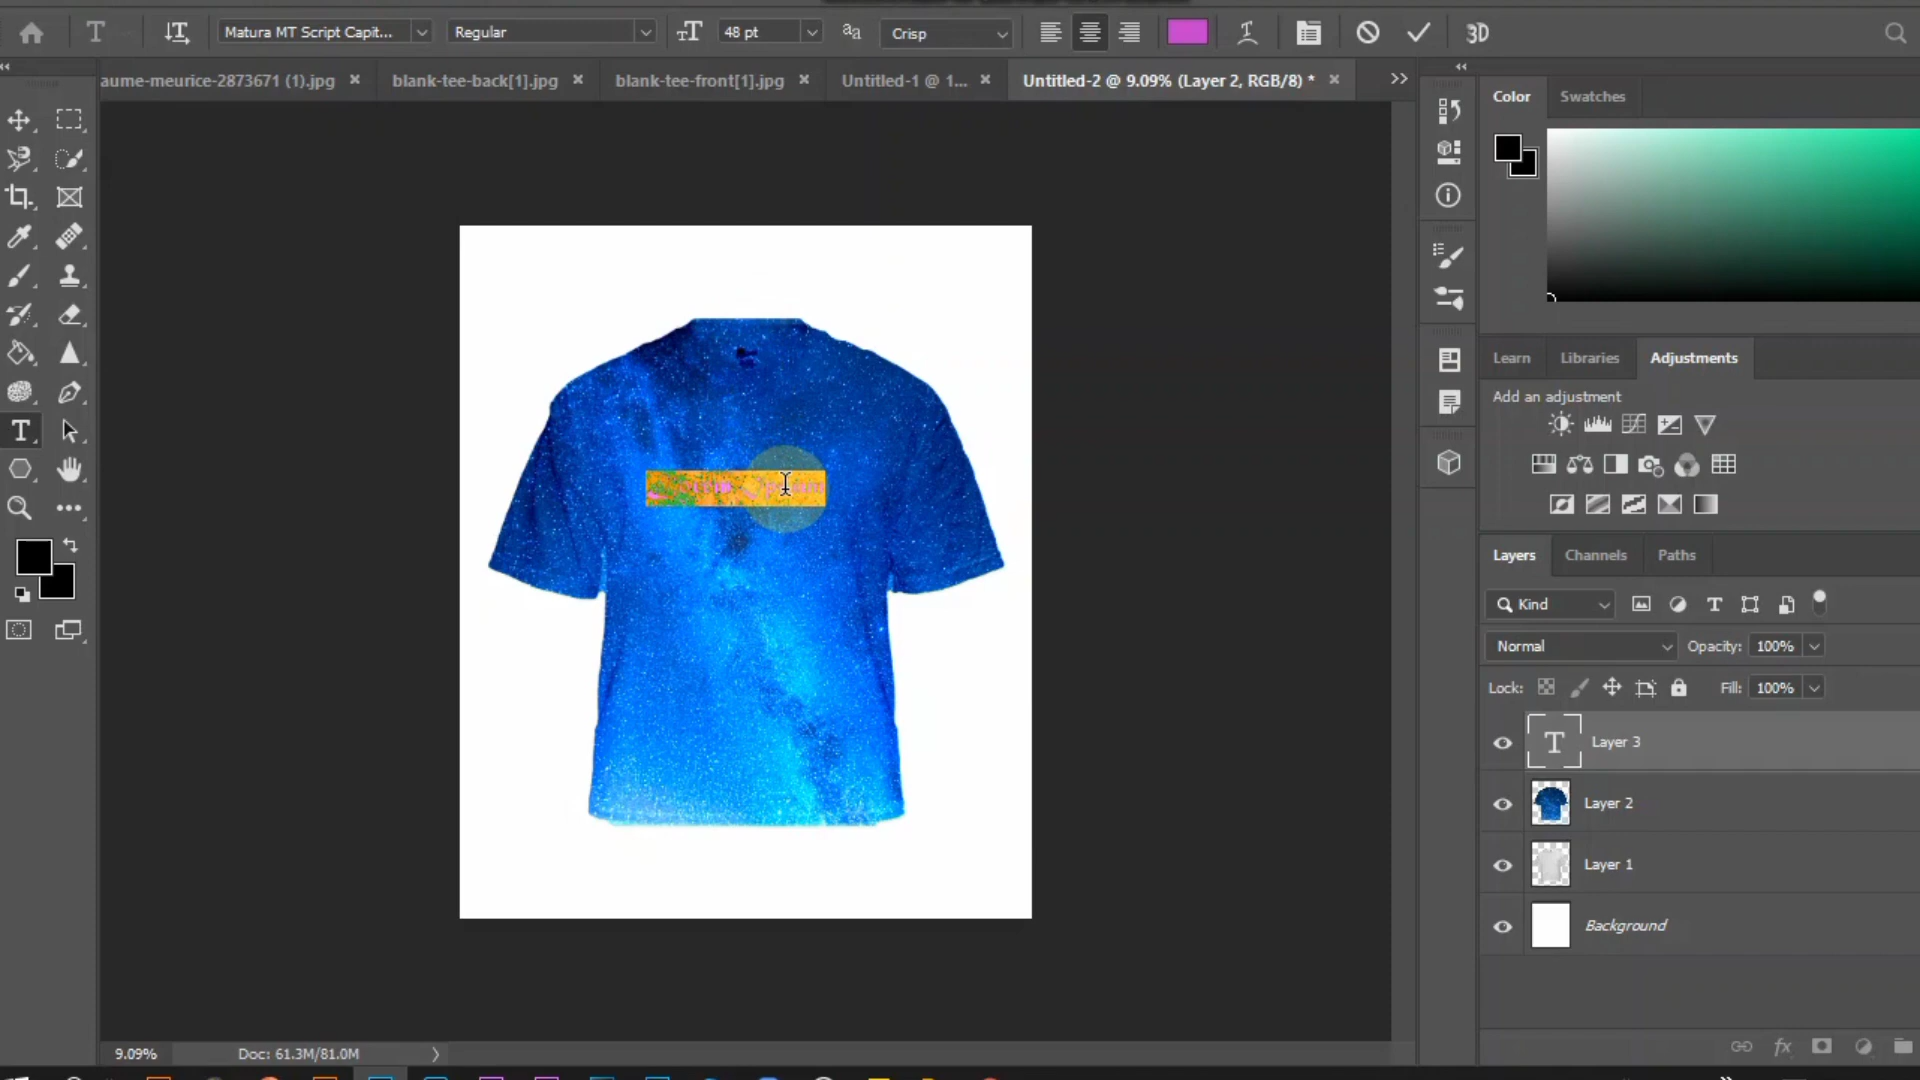 T Matura MT Script Capit... Regular 48 pt Crisp 3D
aume-meurice-2873671 (1).jpg blank-tee-back[1].jpg blank-tee-front[1].jpg Untitled-1 @ 1... Untitled-2 @ 9.09% (Layer 2, RGB/8) *
Color Swatches
Learn Libraries Adjustments
Add an adjustment
Lorem Ipsum
Layers Channels Paths
Kind
Normal Opacity: 100%
Lock: Fill: 100%
Layer 3
Layer 2
Layer 1
Background
9.09% Doc: 61.3M/81.0M